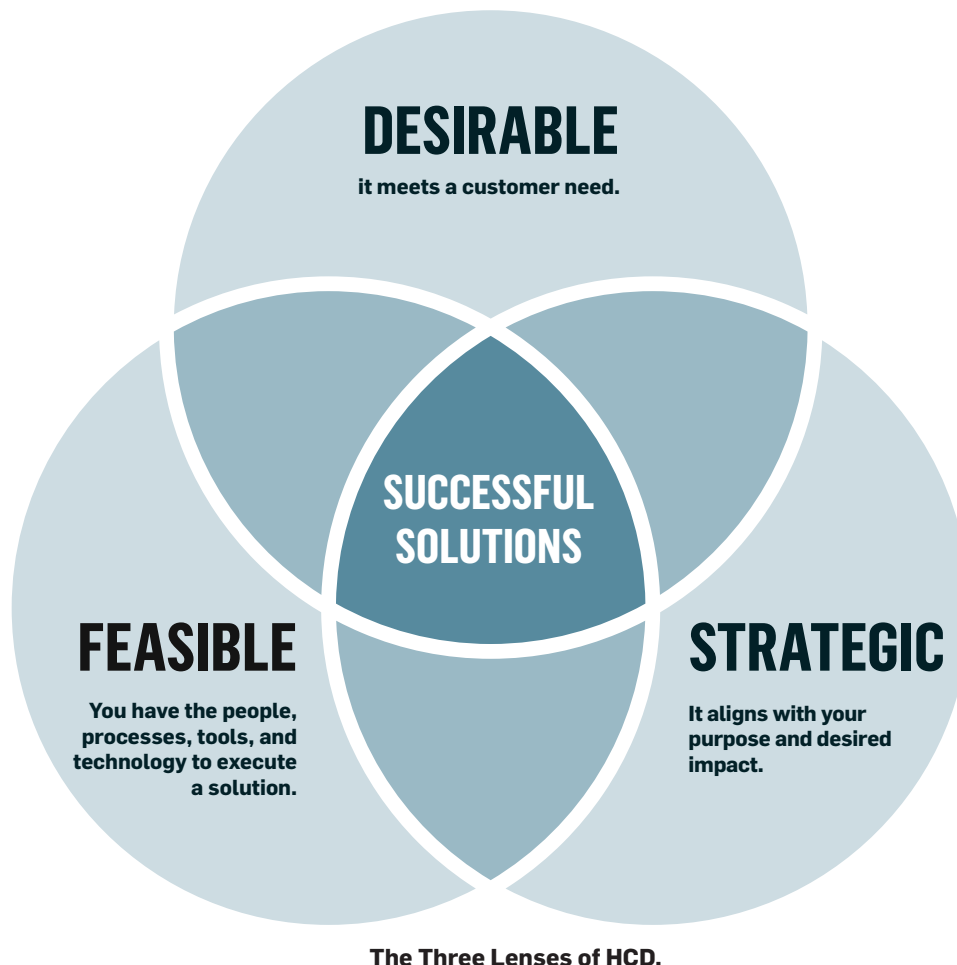 DESIRABLE
it meets a customer need.
SUCCESSFUL
SOLUTIONS
FEASIBLE
You have the people,
processes, tools, and
technology to execute
a solution.
STRATEGIC
It aligns with your
purpose and desired
impact.
The Three Lenses of HCD.